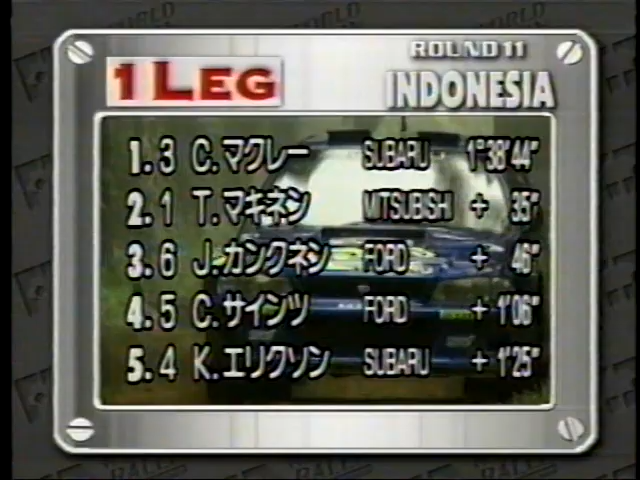 ROUND 11
1 LEG INDONESIA
1. 3 C.マクレー SUBARU 1°38'44"
2. 1 T.マキネン MITSUBISHI + 35"
3. 6 J.カンクネン FORD + 46"
4. 5 C.サインツ FORD + 1'06"
5. 4 K.エリクソン SUBARU + 1'25"